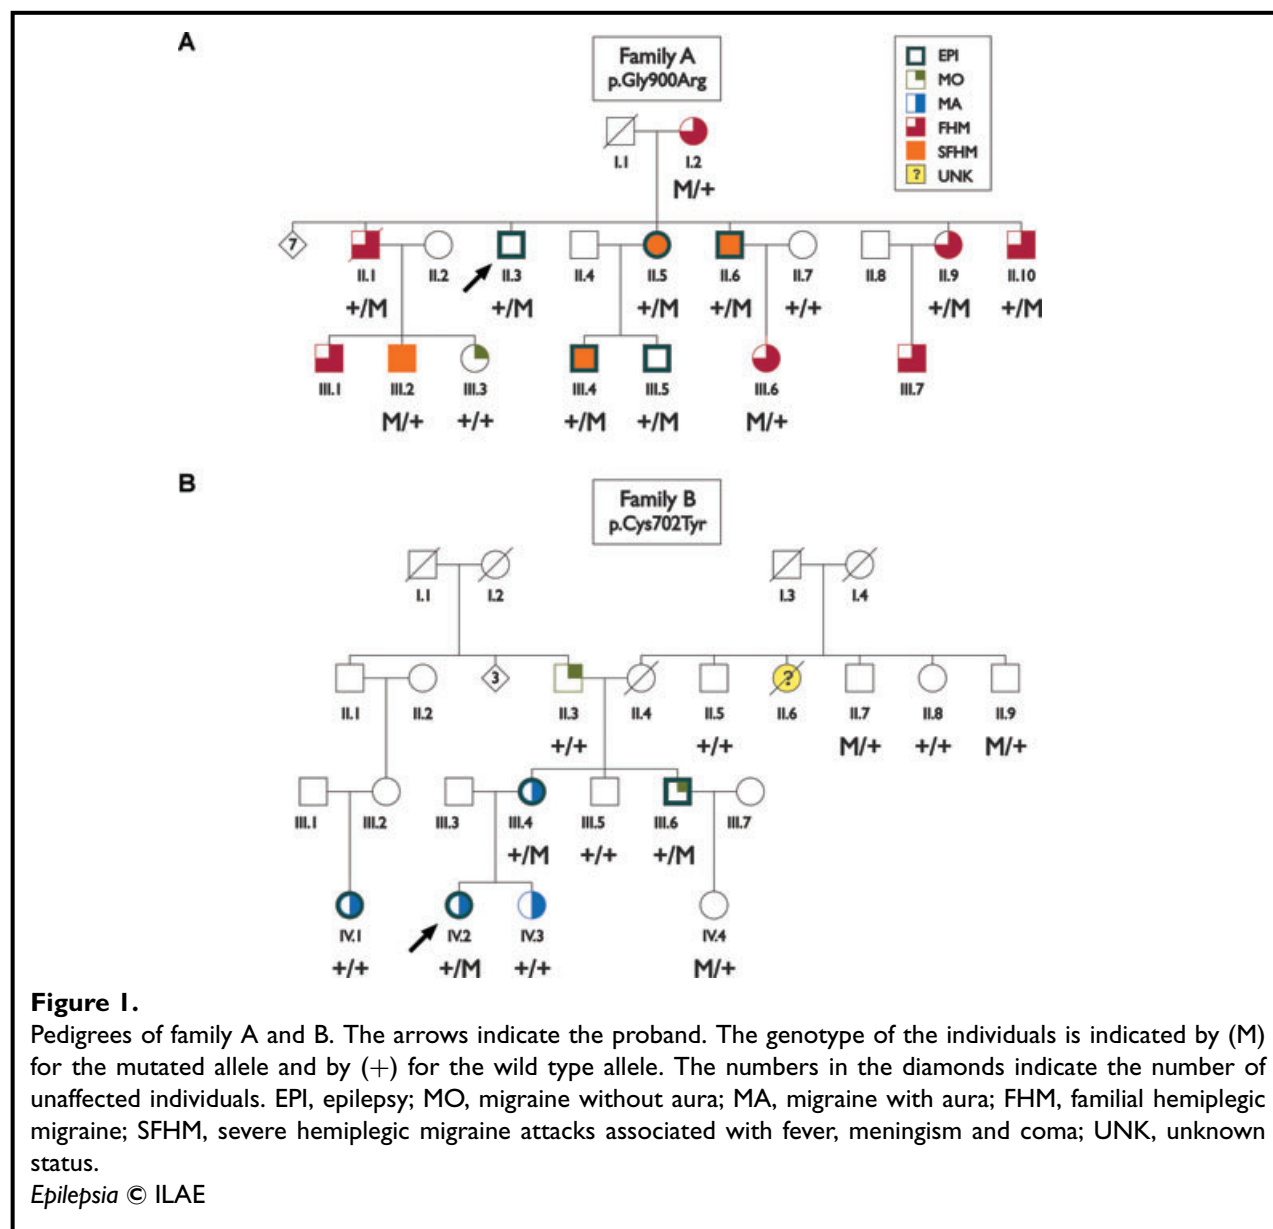 A
Family A
p.Gly900Arg
EPI
MO
MA
FHM
SFHM
? UNK
I.1 I.2
M/+
7
II.1 II.2 II.3 II.4 II.5 II.6 II.7 II.8 II.9 II.10
+/M +/M +/M +/M +/+ +/M +/M
III.1 III.2 III.3 III.4 III.5 III.6 III.7
M/+ +/+ +/M +/M M/+
B
Family B
p.Cys702Tyr
I.1 I.2 I.3 I.4
3 ?
II.1 II.2 II.3 II.4 II.5 II.6 II.7 II.8 II.9
+/+ +/+ M/+ +/+ M/+
III.1 III.2 III.3 III.4 III.5 III.6 III.7
+/M +/+ +/M
IV.1 IV.2 IV.3 IV.4
+/+ +/M +/+ M/+
Figure 1.
Pedigrees of family A and B. The arrows indicate the proband. The genotype of the individuals is indicated by (M)
for the mutated allele and by (+) for the wild type allele. The numbers in the diamonds indicate the number of
unaffected individuals. EPI, epilepsy; MO, migraine without aura; MA, migraine with aura; FHM, familial hemiplegic
migraine; SFHM, severe hemiplegic migraine attacks associated with fever, meningism and coma; UNK, unknown
status.
Epilepsia © ILAE